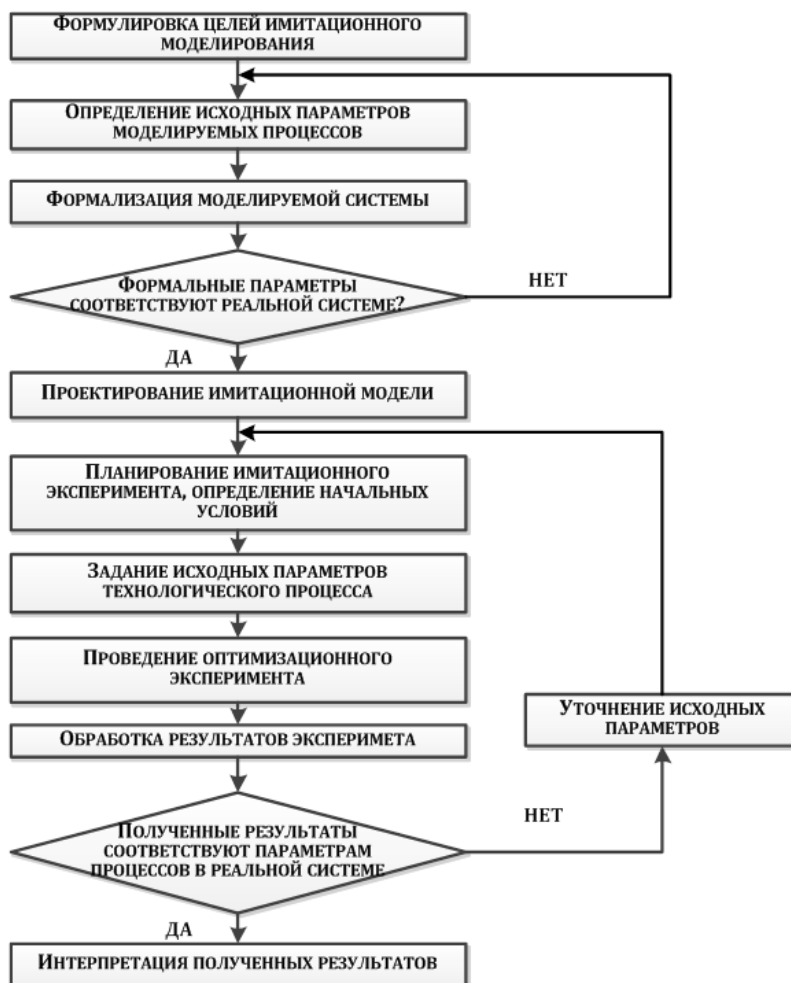 Формулировка целей имитационного
моделирования
Определение исходных параметров
моделируемых процессов
Формализация моделируемой системы
Формальные параметры
соответствуют реальной системе?
НЕТ
ДА
Проектирование имитационной модели
Планирование имитационного
эксперимента, определение начальных
условий
Задание исходных параметров
технологического процесса
Проведение оптимизационного
эксперимента
Уточнение исходных
параметров
Обработка результатов эксперимета
Полученные результаты
соответствуют параметрам
процессов в реальной системе
НЕТ
ДА
Интерпретация полученных результатов